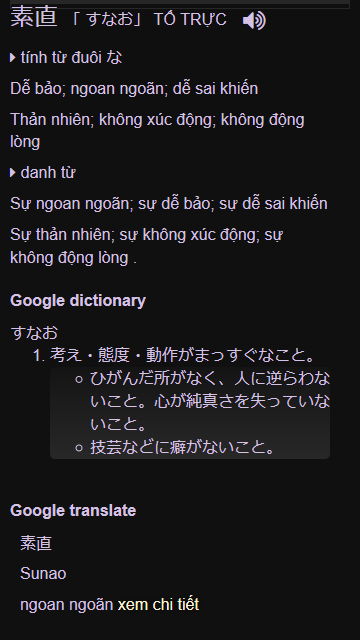 素直 「 すなお」 TỐ TRỰC
tính từ đuôi な
Dễ bảo; ngoan ngoãn; dễ sai khiến
Thản nhiên; không xúc động; không động
lòng
danh từ
Sự ngoan ngoãn; sự dễ bảo; sự dễ sai khiến
Sự thản nhiên; sự không xúc động; sự
không động lòng .
Google dictionary
すなお
1. 考え・態度・動作がまっすぐなこと。
ひがんだ所がなく、人に逆らわな
いこと。心が純真さを失っていな
いこと。
技芸などに癖がないこと。
Google translate
素直
Sunao
ngoan ngoãn xem chi tiết